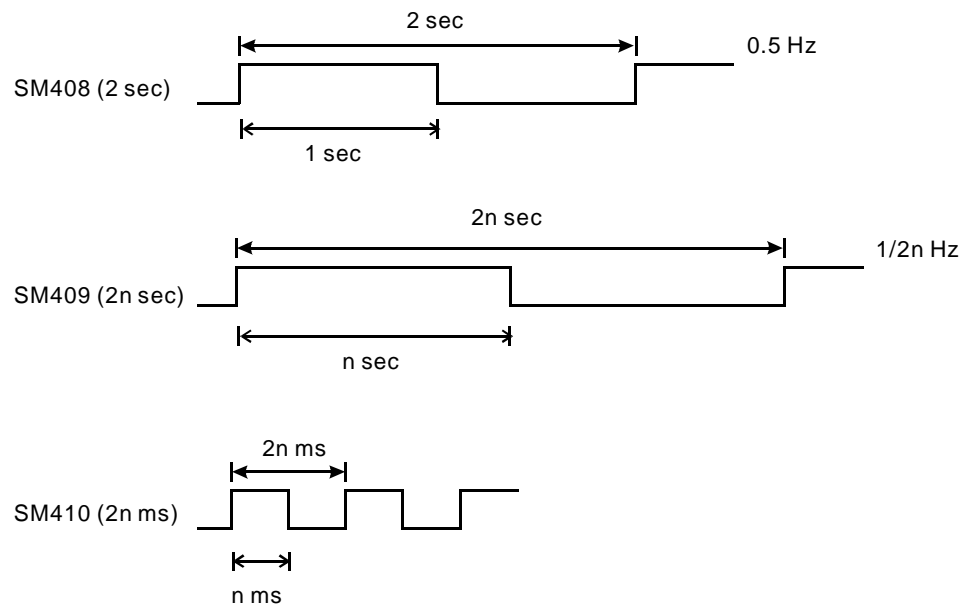 2 sec
0.5 Hz
SM408 (2 sec)
1 sec
2n sec
1/2n Hz
SM409 (2n sec)
n sec
2n ms
SM410 (2n ms)
n ms